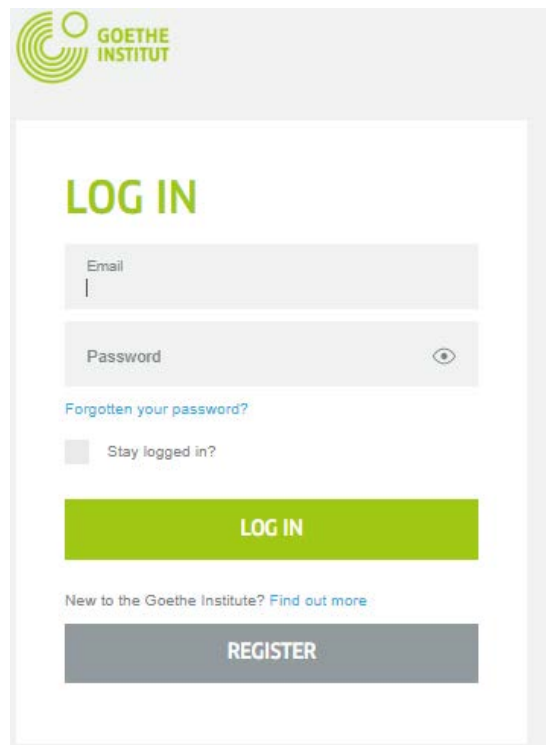 GOETHE
INSTITUT
LOG IN
Email
Password
Forgotten your password?
Stay logged in?
LOG IN
New to the Goethe Institute? Find out more
REGISTER